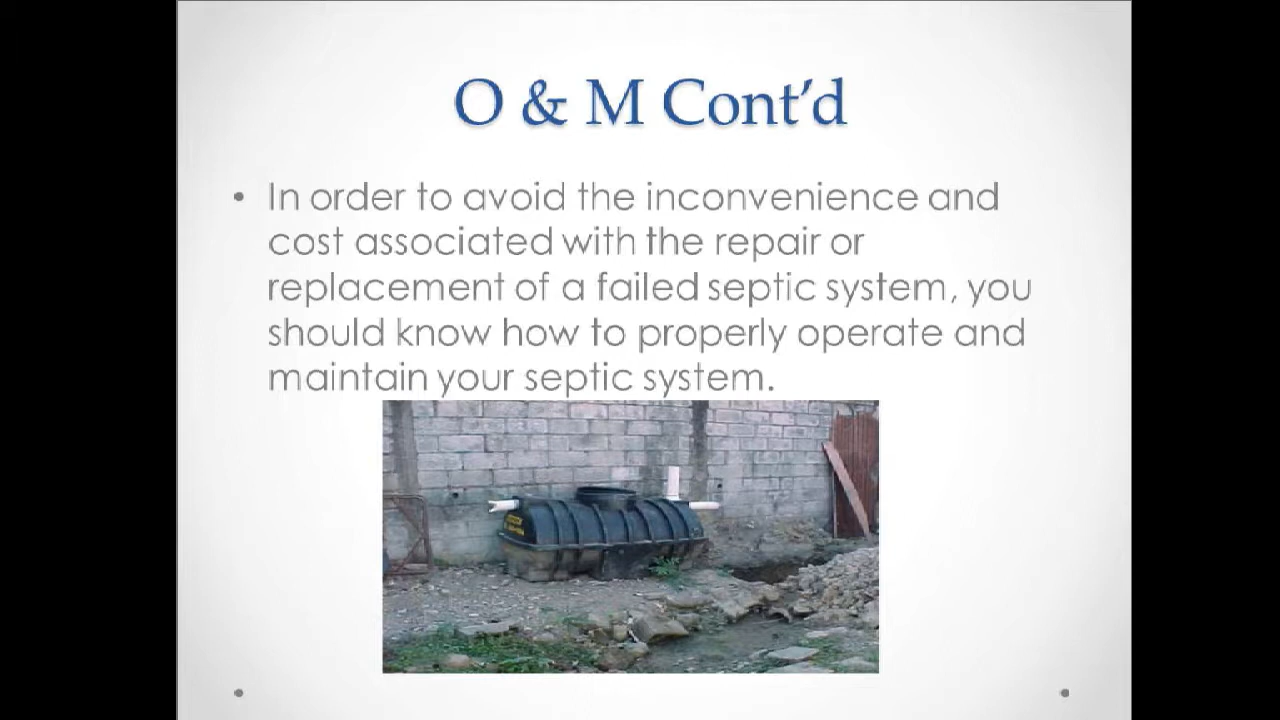 O & M Cont’d
• In order to avoid the inconvenience and
cost associated with the repair or
replacement of a failed septic system, you
should know how to properly operate and
maintain your septic system.